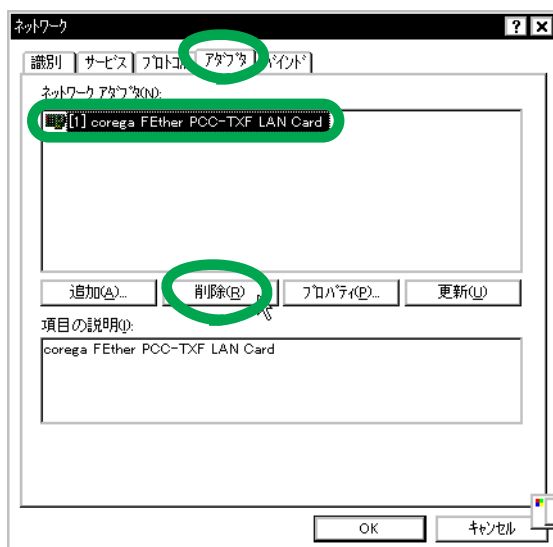 ネットワーク
識別 サービス プロトコル アダプタ バインド
ネットワーク アダプタ(N):
[1] corega FEther PCC-TXF LAN Card
追加(A)... 削除(R) プロパティ(P)... 更新(U)
項目の説明(I):
corega FEther PCC-TXF LAN Card
OK キャンセル